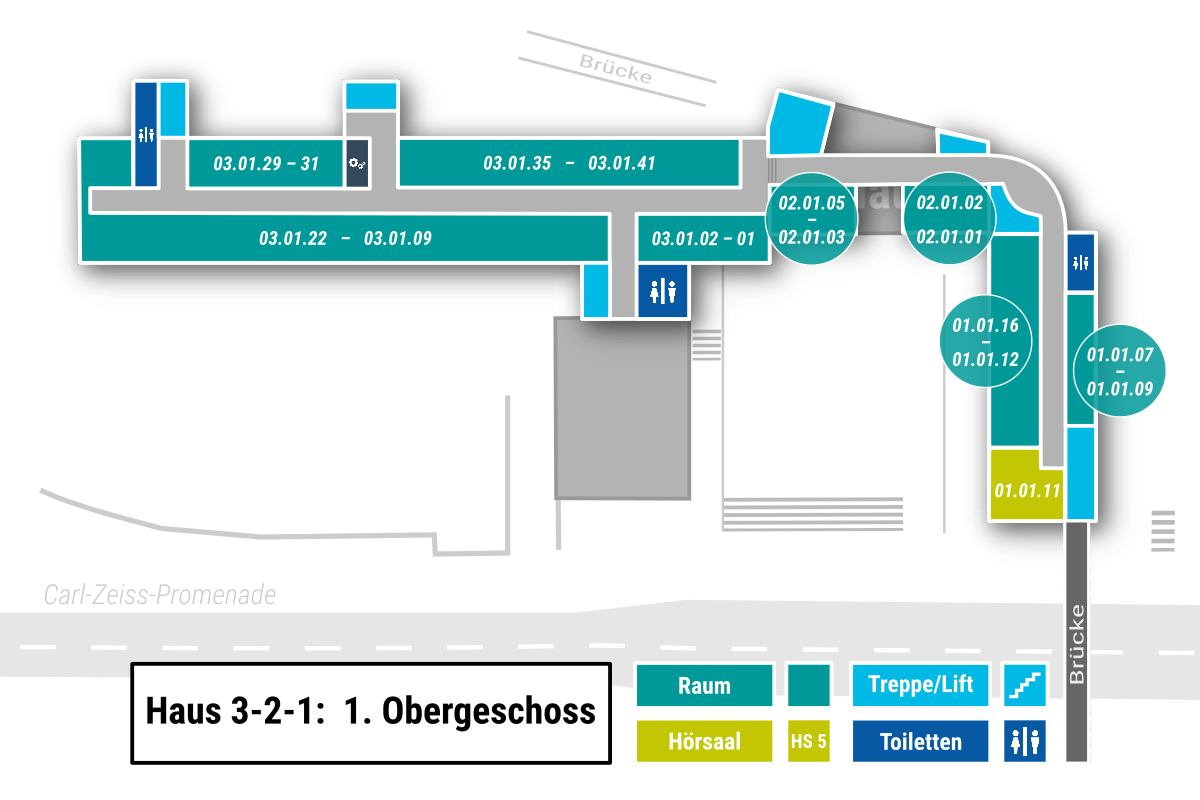 Brücke
03.01.29 – 31
03.01.35 – 03.01.41
03.01.22 – 03.01.09
03.01.02 – 01
02.01.05
–
02.01.03
02.01.02
02.01.01
01.01.16
–
01.01.12
01.01.07
–
01.01.09
01.01.11
Carl-Zeiss-Promenade
Brücke
Haus 3-2-1: 1. Obergeschoss
Raum
Treppe/Lift
Hörsaal
HS 5
Toiletten